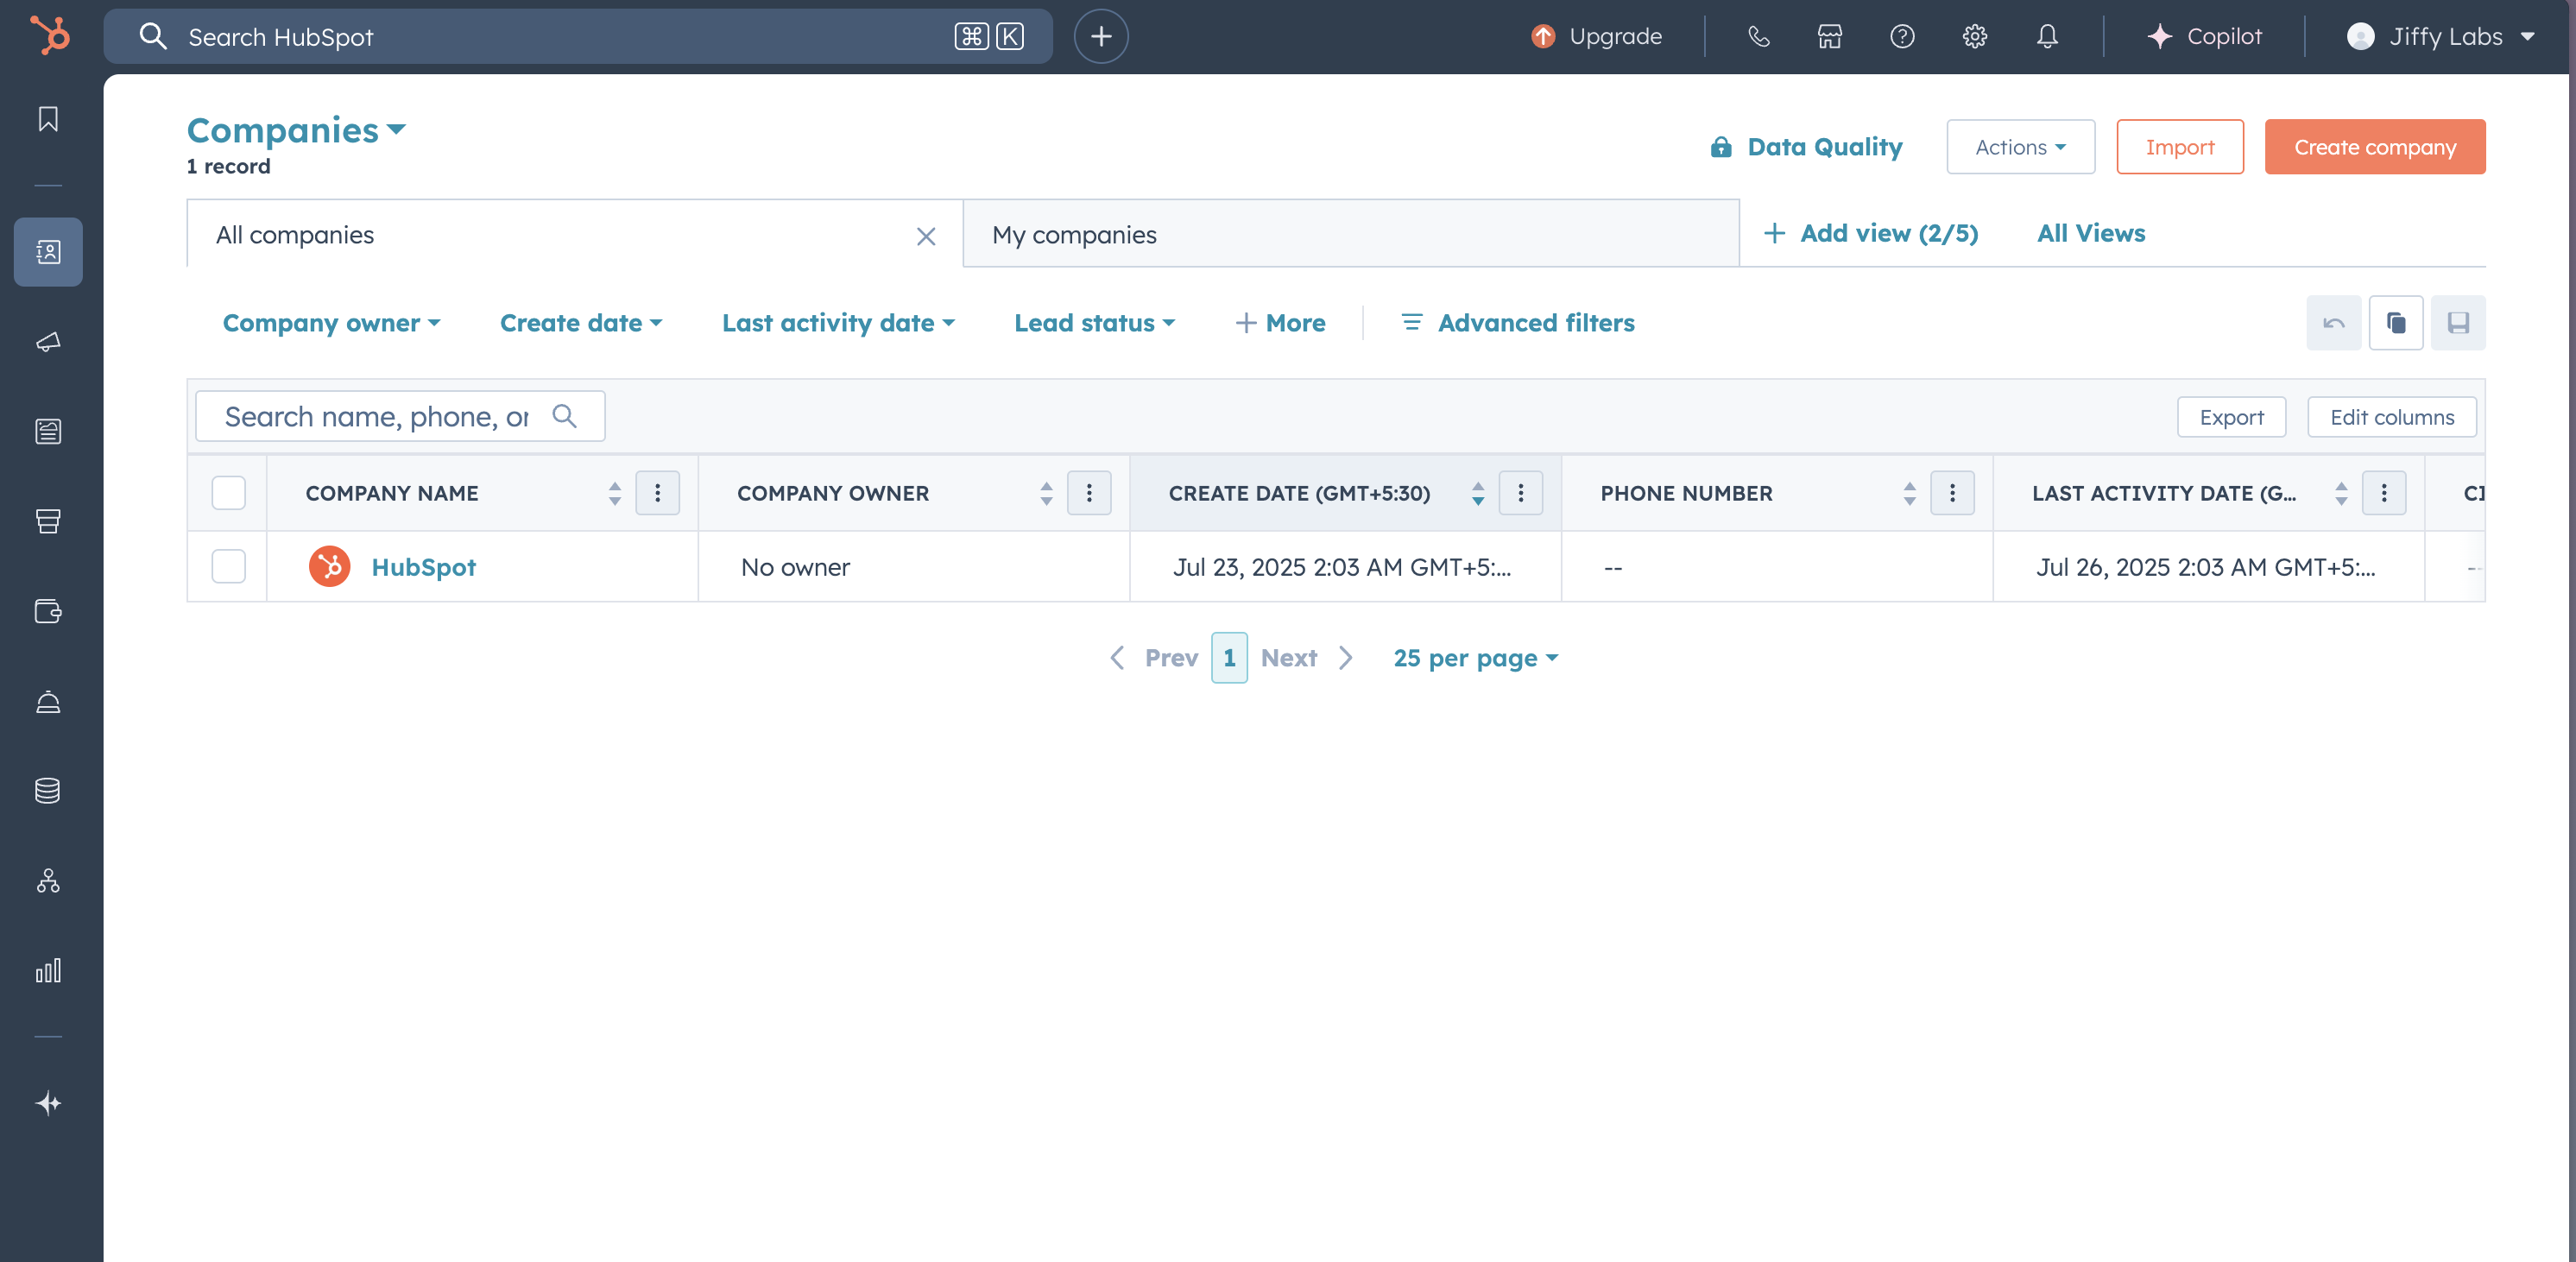 Search HubSpot ⌘ K Upgrade Copilot Jiffy Labs
Companies
1 record
Data Quality Actions Import Create company
All companies My companies Add view (2/5) All Views
Company owner Create date Last activity date Lead status More Advanced filters
Search name, phone, or Export Edit columns
COMPANY NAME COMPANY OWNER CREATE DATE (GMT+5:30) PHONE NUMBER LAST ACTIVITY DATE (G...
HubSpot No owner Jul 23, 2025 2:03 AM GMT+5:... -- Jul 26, 2025 2:03 AM GMT+5:... --
Prev 1 Next 25 per page